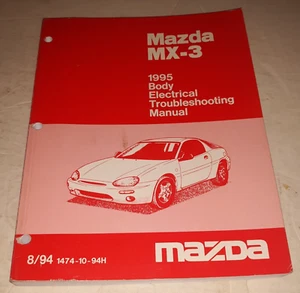 Mazda
MX-3
1995
Body
Electrical
Troubleshooting
Manual
8/94 1474-10-94H
mazda